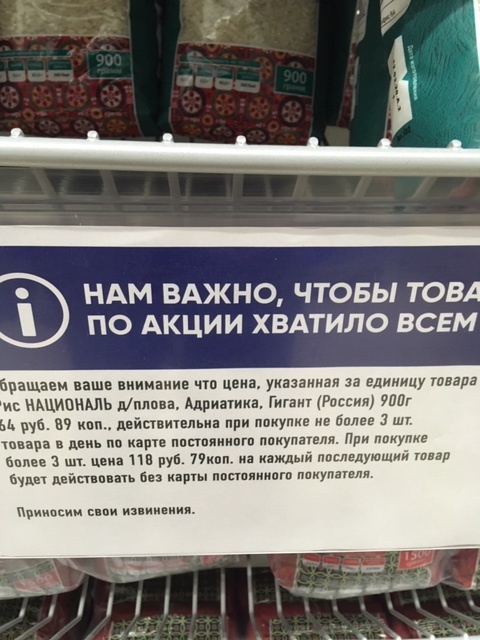 900
грамм
900
грамм
НАМ ВАЖНО, ЧТОБЫ ТОВА
ПО АКЦИИ ХВАТИЛО ВСЕМ
бращаем ваше внимание что цена, указанная за единицу товара
Рис НАЦИОНАЛЬ д/плова, Адриатика, Гигант (Россия) 900г
64 руб. 89 коп., действительна при покупке не более 3 шт.
товара в день по карте постоянного покупателя. При покупке
более 3 шт. цена 118 руб. 79коп. на каждый последующий товар
будет действовать без карты постоянного покупателя.
Приносим свои извинения.
1500